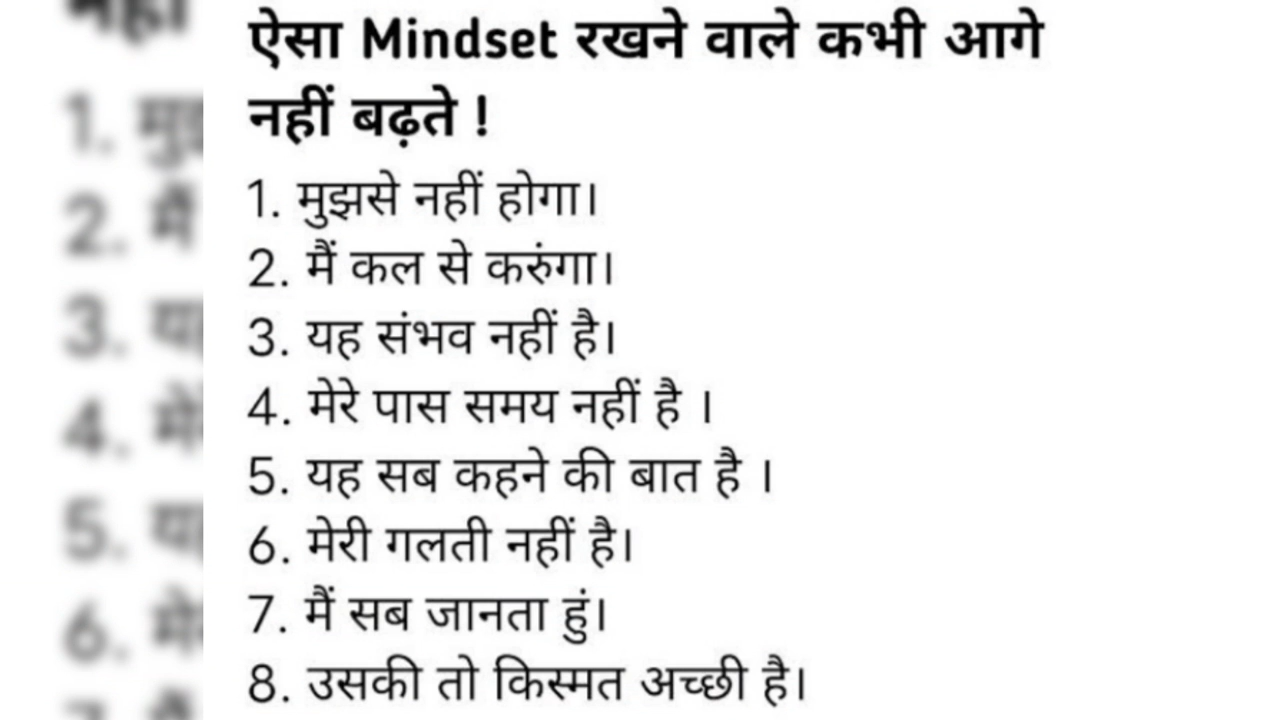 ऐसा Mindset रखने वाले कभी आगे
नहीं बढ़ते !
1. मुझसे नहीं होगा।
2. मैं कल से करुंगा।
3. यह संभव नहीं है।
4. मेरे पास समय नहीं है ।
5. यह सब कहने की बात है ।
6. मेरी गलती नहीं है।
7. मैं सब जानता हुं।
8. उसकी तो किस्मत अच्छी है।